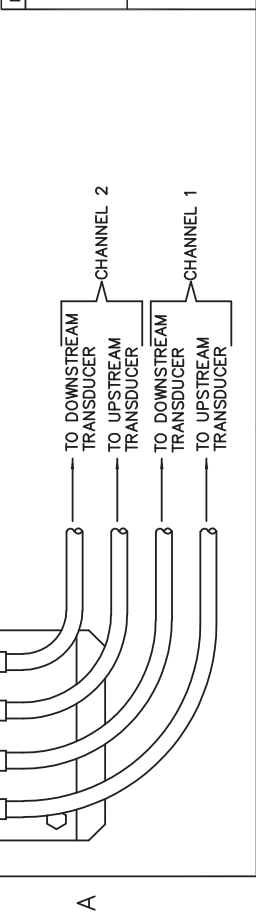 TO DOWNSTREAM
TRANSDUCER
TO UPSTREAM
TRANSDUCER
CHANNEL 2
TO DOWNSTREAM
TRANSDUCER
TO UPSTREAM
TRANSDUCER
CHANNEL 1
A